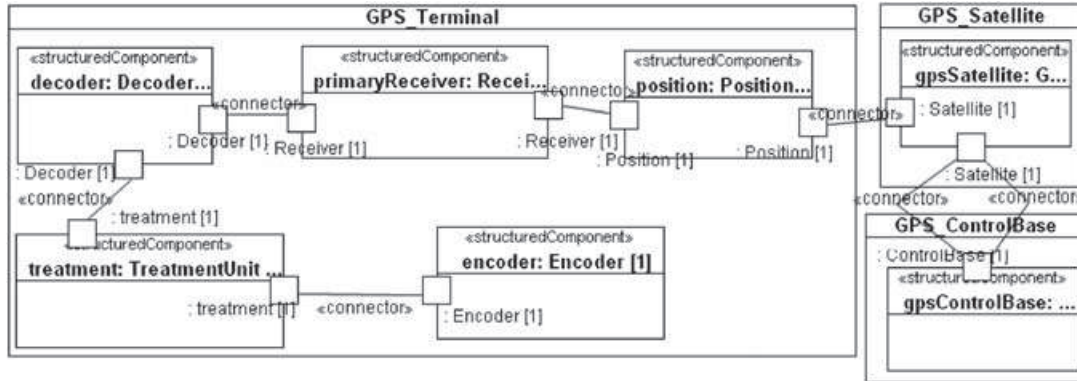 GPS_Terminal
«structuredComponent»
decoder: Decoder...
«structuredComponent»
primaryReceiver: Recei...
«structuredComponent»
position: Position...
«connector»
«connector»
: Decoder [1]
Receiver [1]
: Receiver [1]
: Position [1]
: Position [1]
: Decoder [1]
«connector»
: treatment [1]
«structuredComponent»
treatment: TreatmentUnit ...
: treatment [1]
«connector»
«structuredComponent»
encoder: Encoder [1]
: Encoder [1]
«connector»
GPS_Satellite
«structuredComponent»
gpsSatellite: G...
: Satellite [1]
: Satellite [1]
«connector»
«connector»
GPS_ControlBase
: ControlBase [1]
«structuredComponent»
gpsControlBase: ...